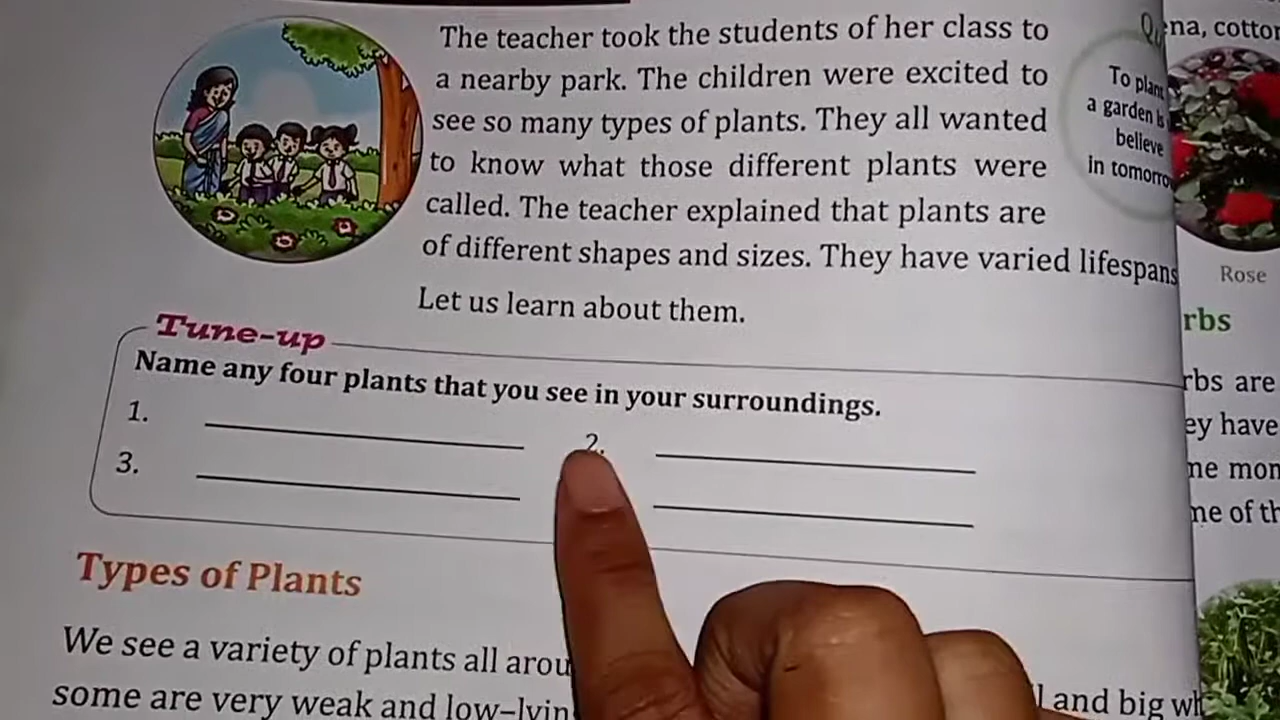 The teacher took the students of her class to
a nearby park. The children were excited to
see so many types of plants. They all wanted
to know what those different plants were
called. The teacher explained that plants are
of different shapes and sizes. They have varied lifespans
Let us learn about them.
To plant
a garden is
believe
in tomorro
Tune-up
Name any four plants that you see in your surroundings.
1. 2.
3.
Types of Plants
We see a variety of plants all arou
some are very weak and low-lyin l and big wh
na, cotton
Rose
rbs
rbs are
ey have
ne mon
ne of th